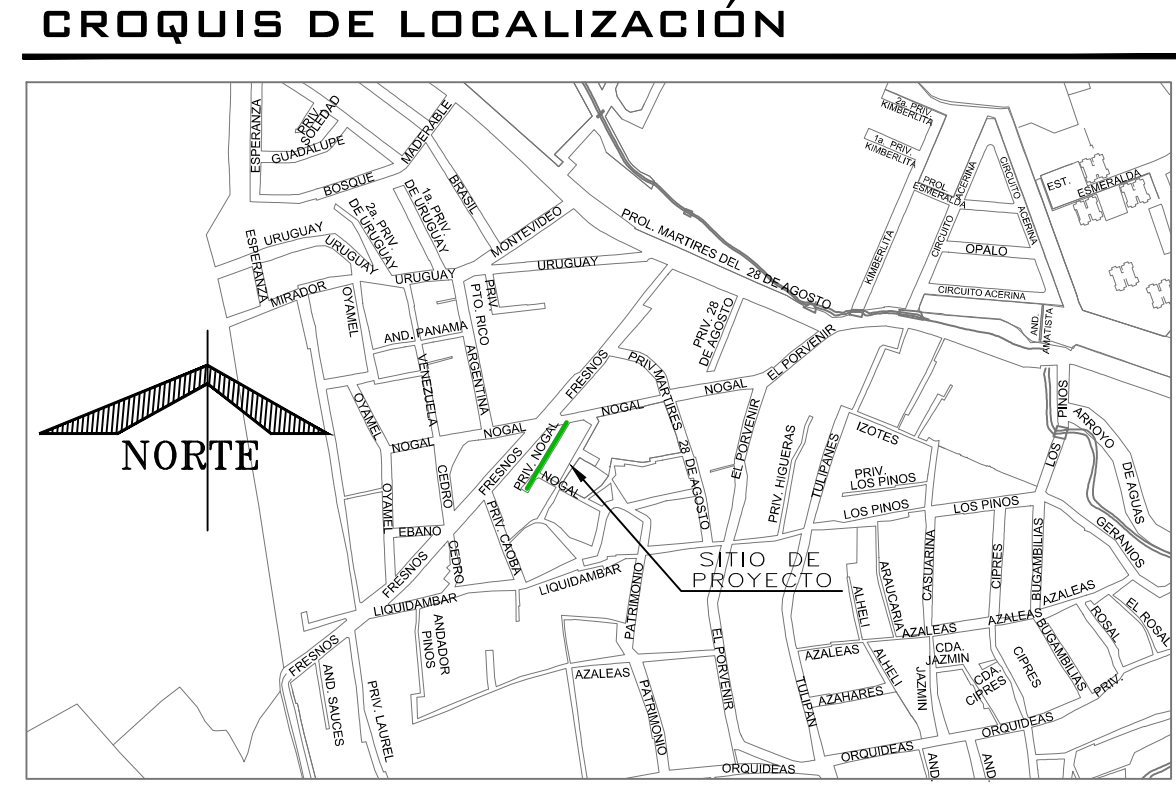 CROQUIS DE LOCALIZACIÓN
ESPERANZA
PRIV.
SOLEDAD
GUADALUPE
MADERABLE
BOSQUE
BRASIL
1a. PRIV.
DE URUGUAY
2a. PRIV.
DE URUGUAY
MONTEVIDEO
URUGUAY
URUGUAY
URUGUAY
URUGUAY
ESPERANZA
MIRADOR
OYAMEL
PRIV.
PTO. RICO
AND. PANAMA
VENEZUELA
ARGENTINA
PROL. MARTIRES DEL 28 DE AGOSTO
2a. PRIV.
KIMBERLITA
1a. PRIV.
KIMBERLITA
PROL.
ESMERALDA
KIMBERLITA
CIRCUITO ACERINA
CIRCUITO ACERINA
OPALO
CIRCUITO ACERINA
EST. ESMERALDA
AND.
AMATISTA
PRIV. 28
DE AGOSTO
EL PORVENIR
FRESNOS
PRIV.MARTIRES 28 DE AGOSTO
NOGAL
NOGAL
NOGAL
NOGAL
OYAMEL
FRESNOS
PRIV. NOGAL
NOGAL
NORTE
CEDRO
OYAMEL
EBANO
PRIV. CAOBA
FRESNOS
CEDRO
LIQUIDAMBAR
LIQUIDAMBAR
SITIO DE
PROYECTO
EL PORVENIR
PRIV. HIGUERAS
TULIPANES
IZOTES
PRIV.
LOS PINOS
LOS PINOS
LOS PINOS
LOS PINOS
ARROYO
DE AGUAS
GERANIOS
CASUARINA
CIPRES
BUGAMBILIAS
ARAUCARIA
ALHELI
AZALEAS
AZALEAS
AZALEAS
AZALEAS
AZALEAS
ROSAL
EL ROSAL
PRIV.
BUGAMBILIAS
CIPRES
CDA.
JAZMIN
CDA.
CIPRES
JAZMIN
ALHELI
AZAHARES
TULIPAN
EL PORVENIR
PATRIMONIO
PATRIMONIO
FRESNOS
ANDADOR
PINOS
AND. SAUCES
PRIV. LAUREL
ORQUIDEAS
ORQUIDEAS
ORQUIDEAS
AND.
AND.